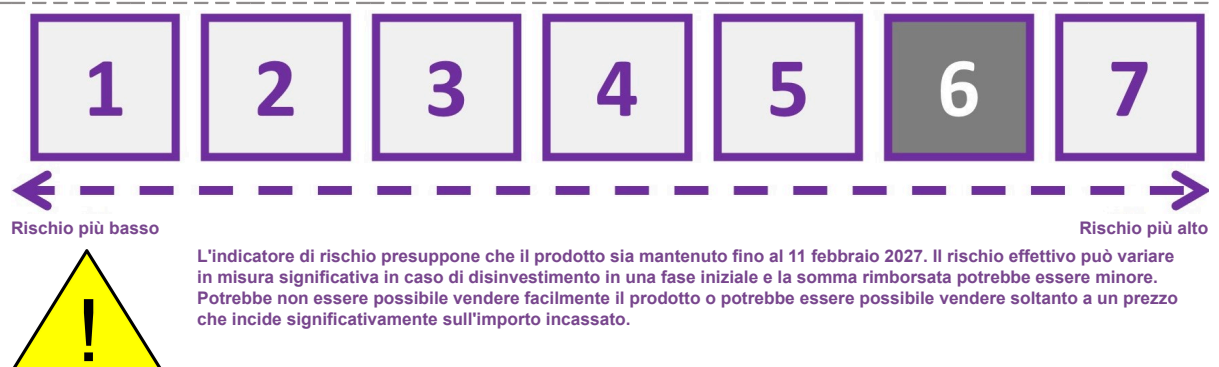 1 2 3 4 5 6 7
Rischio più basso Rischio più alto
L'indicatore di rischio presuppone che il prodotto sia mantenuto fino al 11 febbraio 2027. Il rischio effettivo può variare
in misura significativa in caso di disinvestimento in una fase iniziale e la somma rimborsata potrebbe essere minore.
Potrebbe non essere possibile vendere facilmente il prodotto o potrebbe essere possibile vendere soltanto a un prezzo
che incide significativamente sull'importo incassato.
!